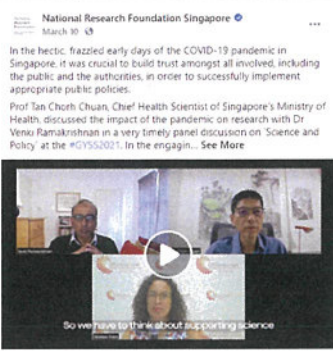 National Research Foundation Singapore
March 30
In the hectic, frazzled early days of the COVID-19 pandemic in
Singapore, it was crucial to build trust amongst all involved, including
the public and the authorities, in order to successfully implement
appropriate public policies.
Prof Tan Chorh Chuan, Chief Health Scientist of Singapore's Ministry of
Health, discussed the impact of the pandemic on research with Dr
Venki Ramakrishnan in a very timely panel discussion on 'Science and
Policy' at the #GYSS2021. In the engagin... See More
So we have to think about supporting science